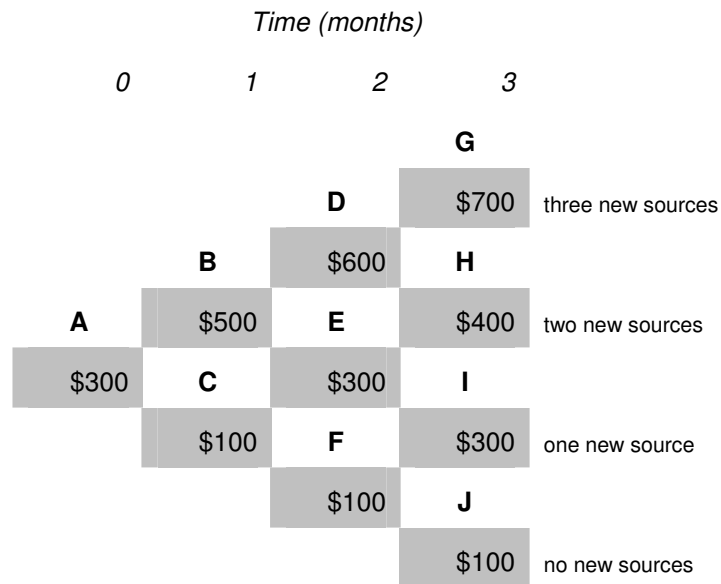 Time (months)
0 1 2 3
G
D $700 three new sources
B $600 H
A $500 E $400 two new sources
$300 C $300 I
$100 F $300 one new source
$100 J
$100 no new sources